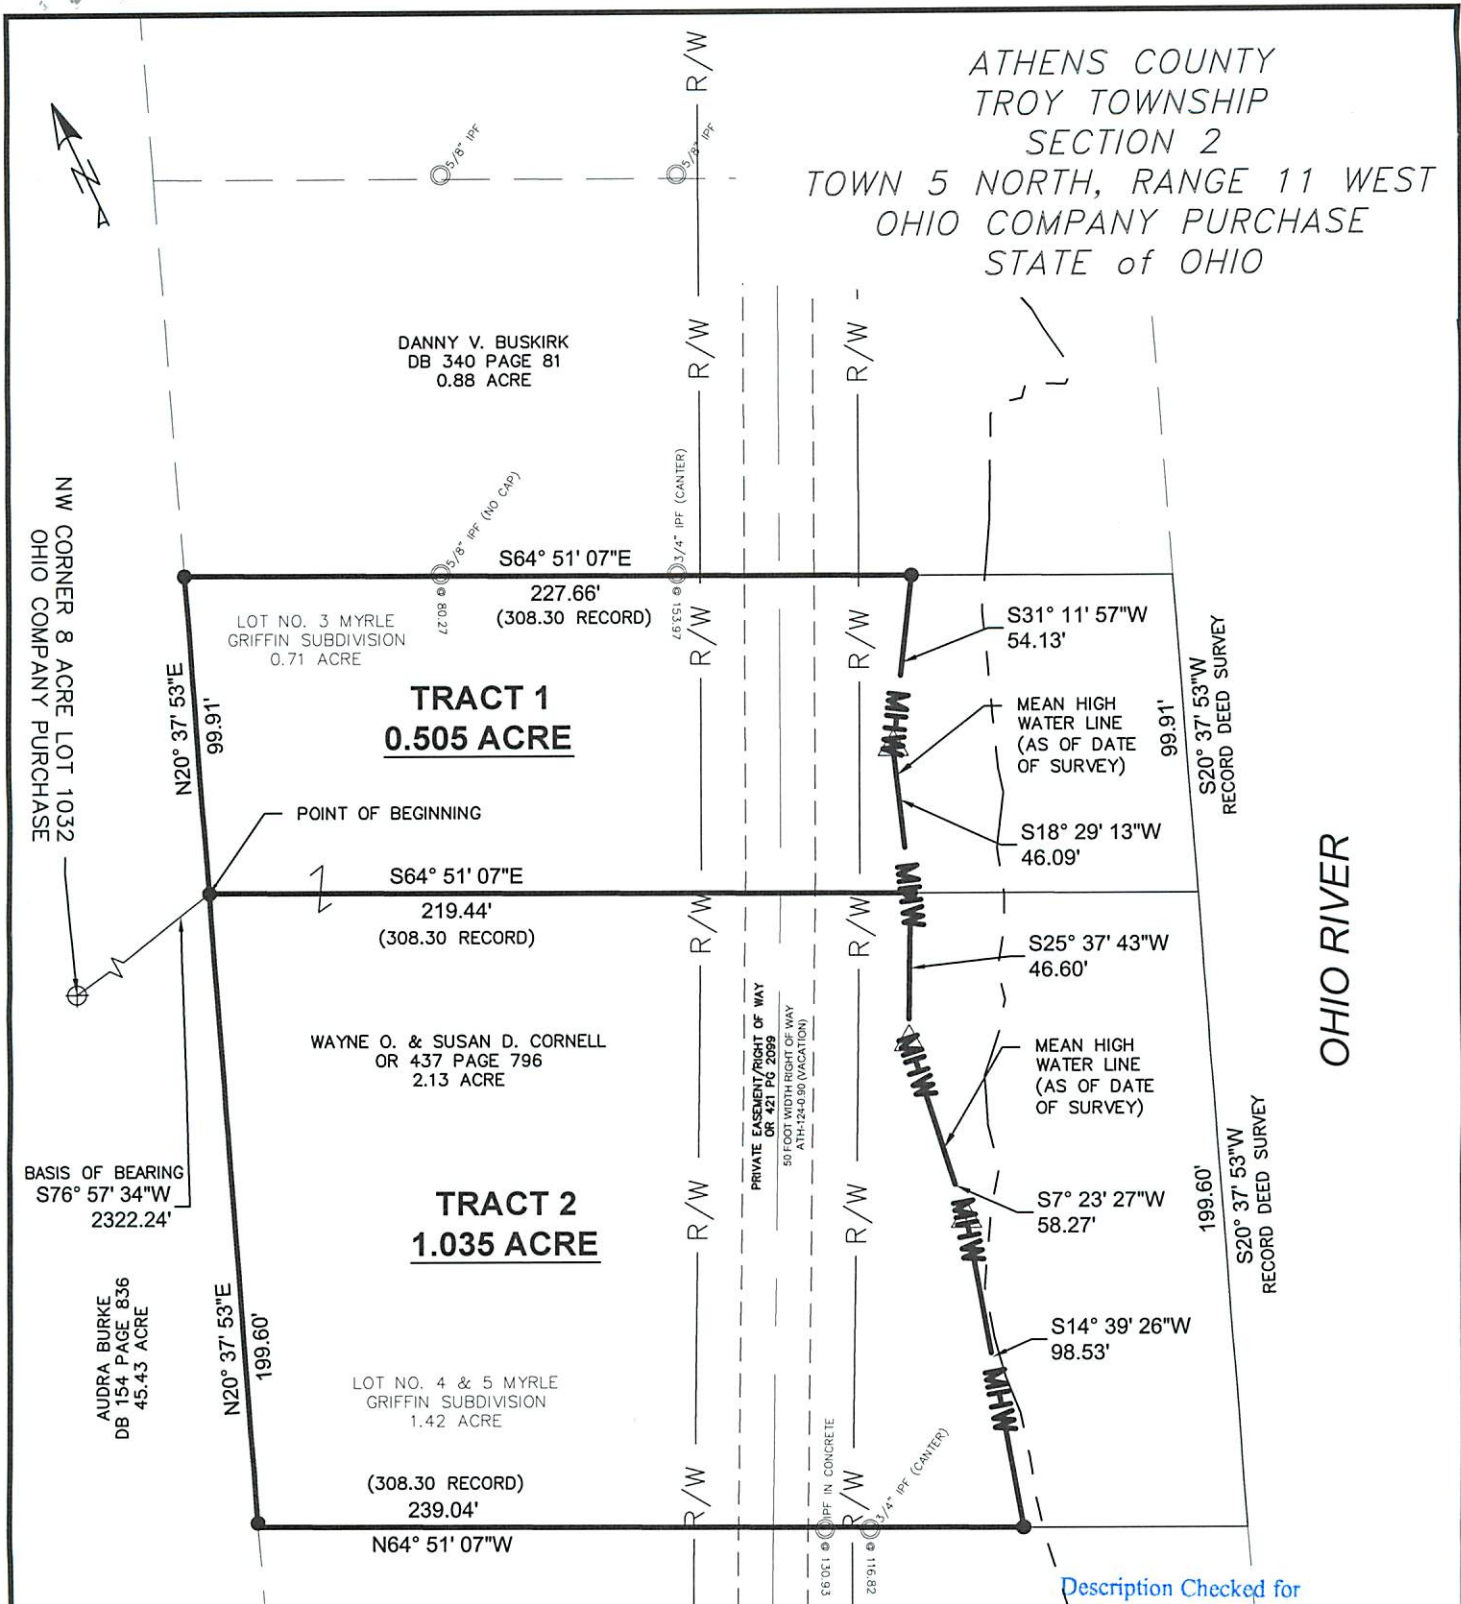 ATHENS COUNTY
TROY TOWNSHIP
SECTION 2
TOWN 5 NORTH, RANGE 11 WEST
OHIO COMPANY PURCHASE
STATE of OHIO
N
R/W
5/8" IPF
5/8" IPF
DANNY V. BUSKIRK
DB 340 PAGE 81
0.88 ACRE
R/W
R/W
NW CORNER 8 ACRE LOT 1032
OHIO COMPANY PURCHASE
5/8" IPF (NO CAP)
@ 80.27
3/4" IPF (CANTER)
@ 153.97
S64° 51' 07"E
227.66'
(308.30 RECORD)
LOT NO. 3 MYRLE
GRIFFIN SUBDIVISION
0.71 ACRE
R/W
R/W
S31° 11' 57"W
54.13'
TRACT 1
0.505 ACRE
N20° 37' 53"E
99.91'
MHW
MEAN HIGH
WATER LINE
(AS OF DATE
OF SURVEY)
99.91'
S20° 37' 53"W
RECORD DEED SURVEY
POINT OF BEGINNING
S18° 29' 13"W
46.09'
S64° 51' 07"E
219.44'
(308.30 RECORD)
MHW
R/W
R/W
OHIO RIVER
S25° 37' 43"W
46.60'
WAYNE O. & SUSAN D. CORNELL
OR 437 PAGE 796
2.13 ACRE
PRIVATE EASEMENT/RIGHT OF WAY
OR 421 PG 2099
50 FOOT WIDTH RIGHT OF WAY
ATH-124-0.90 (VACATION)
MHW
MEAN HIGH
WATER LINE
(AS OF DATE
OF SURVEY)
BASIS OF BEARING
S76° 57' 34"W
2322.24'
TRACT 2
1.035 ACRE
R/W
R/W
MHW
S7° 23' 27"W
58.27'
199.60'
S20° 37' 53"W
RECORD DEED SURVEY
AUDRA BURKE
DB 154 PAGE 836
45.43 ACRE
N20° 37' 53"E
199.60'
S14° 39' 26"W
98.53'
LOT NO. 4 & 5 MYRLE
GRIFFIN SUBDIVISION
1.42 ACRE
MHW
(308.30 RECORD)
239.04'
N64° 51' 07"W
R/W
R/W
IPF IN CONCRETE
@ 130.93
3/4" IPF (CANTER)
@ 116.82
Description Checked for